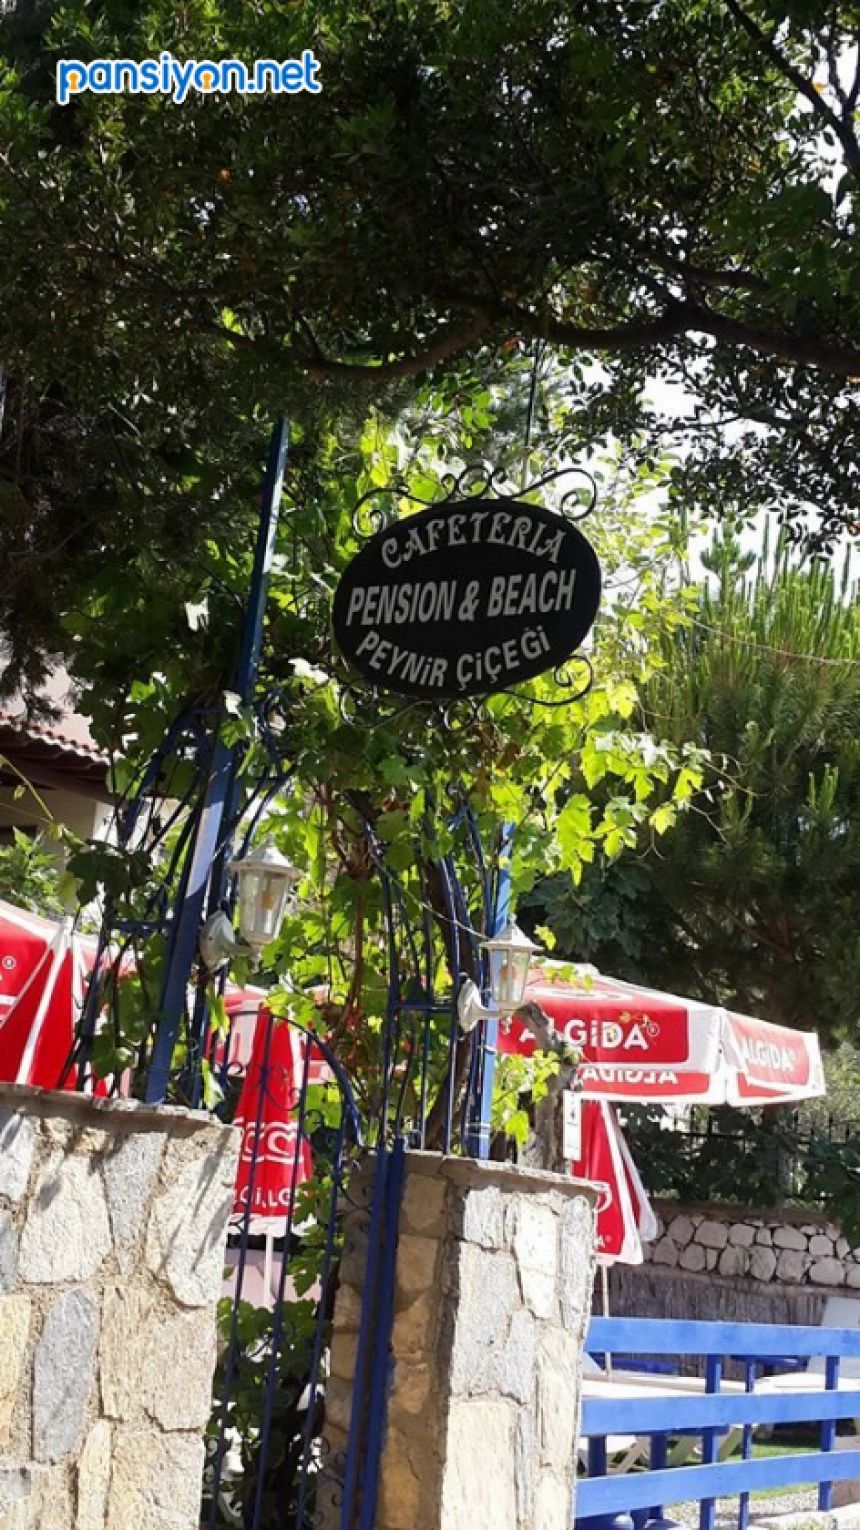 pansiyon.net
CAFETERIA
PENSION & BEACH
PEYNİR ÇİÇEĞİ
ALGIDA®
ALGIDA®
ALGIDA